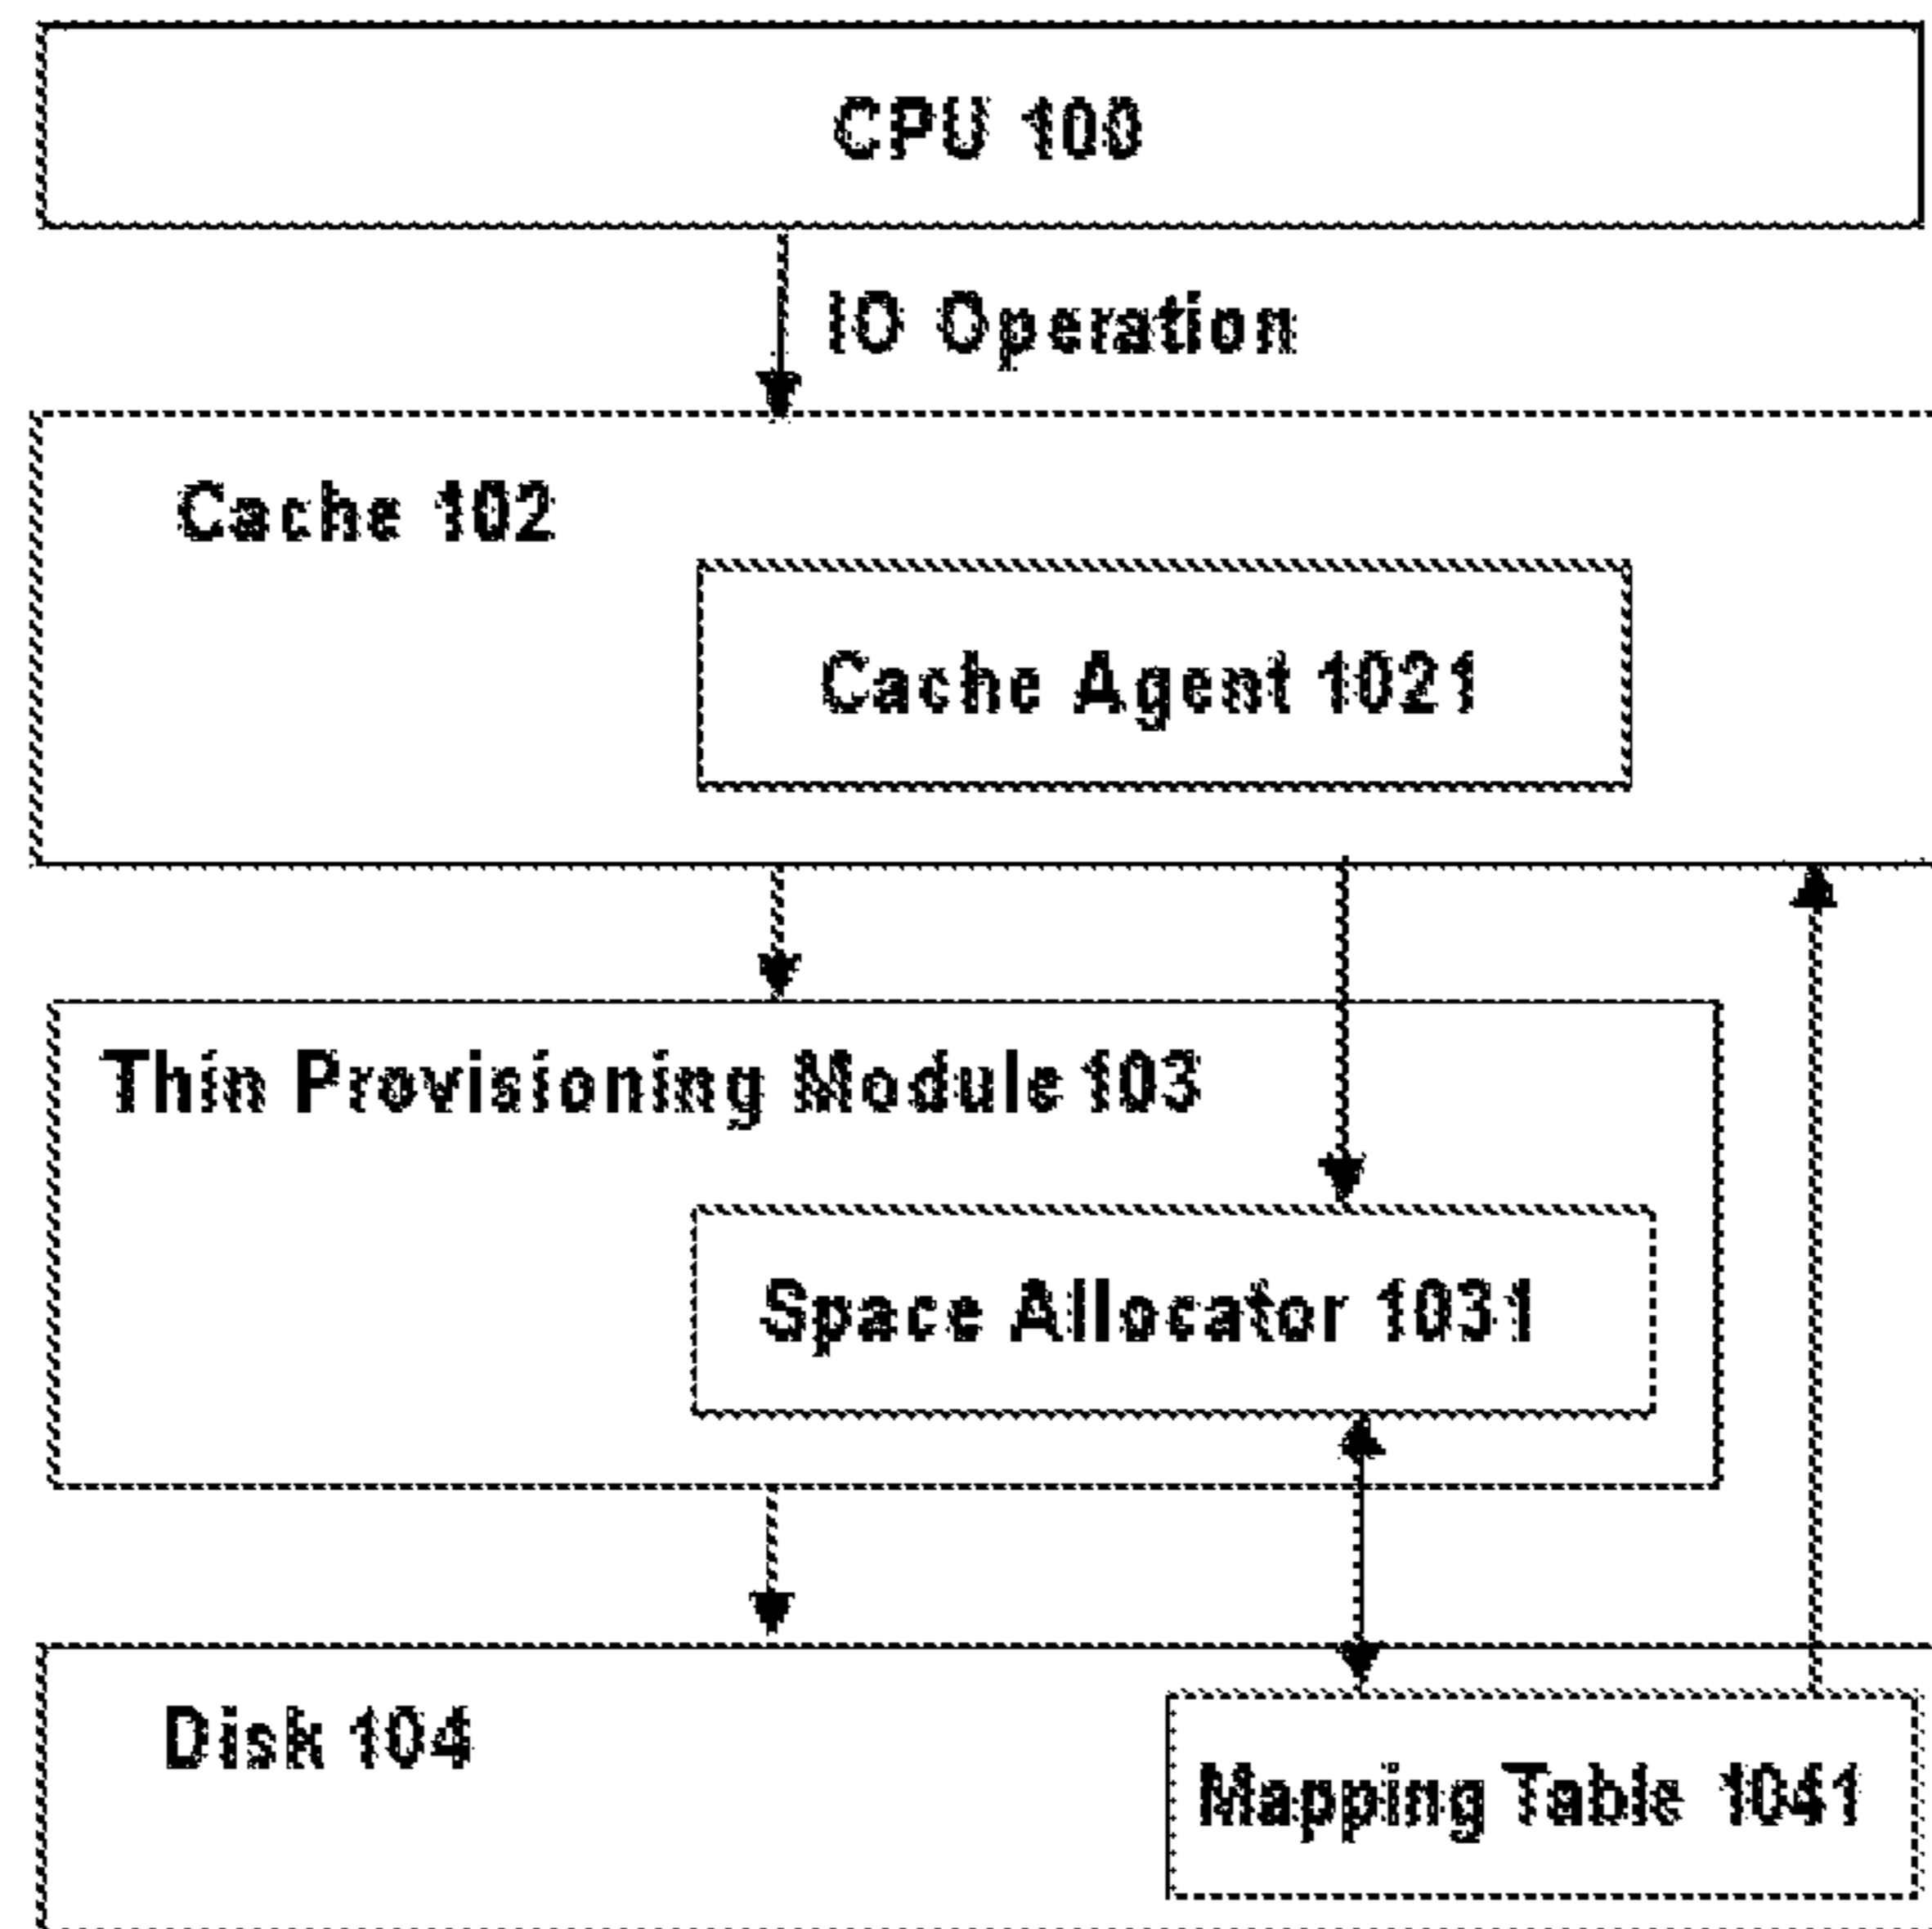 CPU 100
IO Operation
Cache 102
Cache Agent 1021
Thin Provisioning Module 103
Space Allocator 1031
Disk 104
Mapping Table 1041